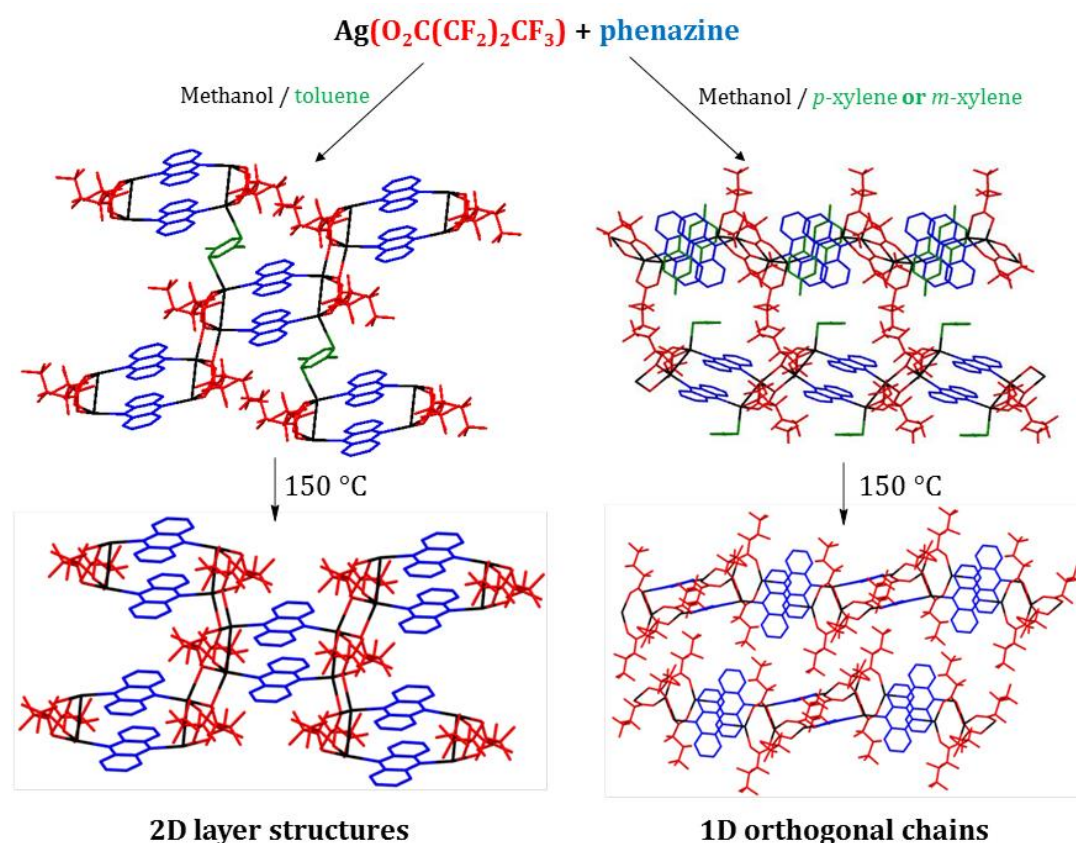 Ag(O₂C(CF₂)₂CF₃) + phenazine
Methanol / toluene
Methanol / p-xylene or m-xylene
150 °C
150 °C
2D layer structures
1D orthogonal chains